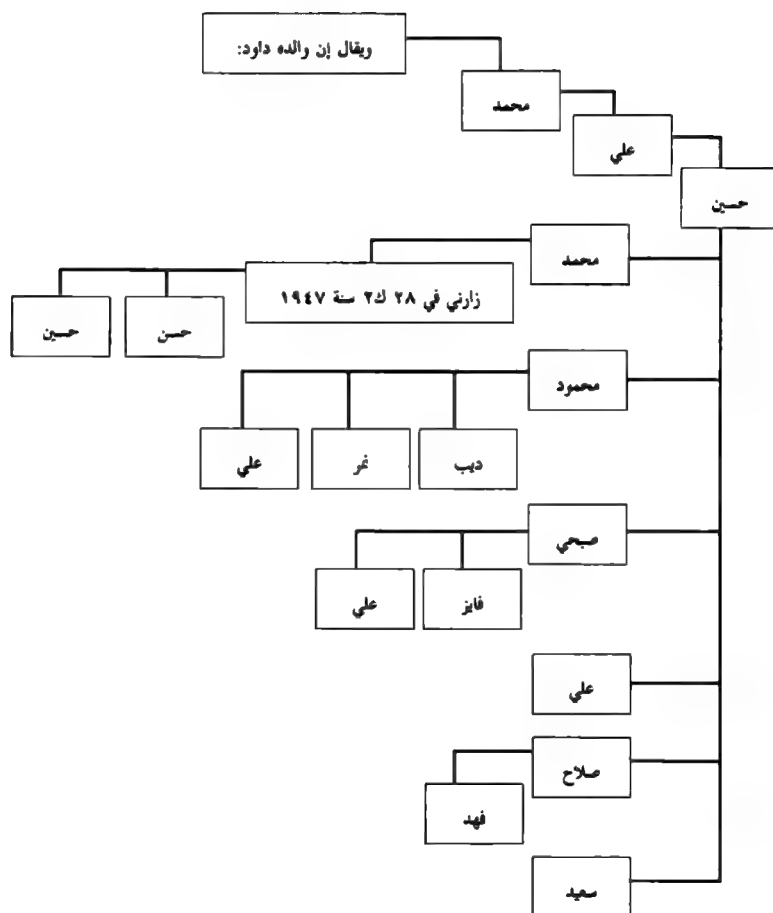 ويقال إن والده داود:
محمد
علي
حسين
محمد
زارني في ٢٨ ك٢ سنة ١٩٤٧
حسن
حسين
محمود
ديب
نمر
علي
صبحي
فايز
علي
علي
صلاح
فهد
سعيد